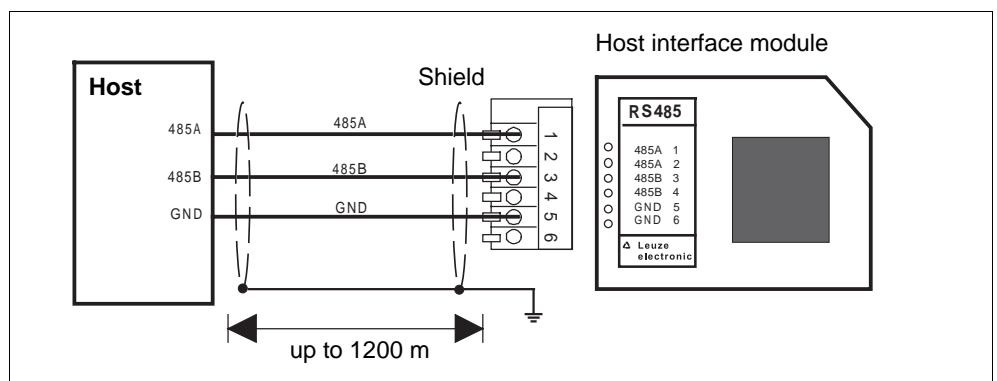 Host interface module
Host
Shield
485A
485A
485B
485B
GND
GND
1
2
3
4
5
6
RS485
485A 1
485A 2
485B 3
485B 4
GND 5
GND 6
Leuze
electronic
up to 1200 m